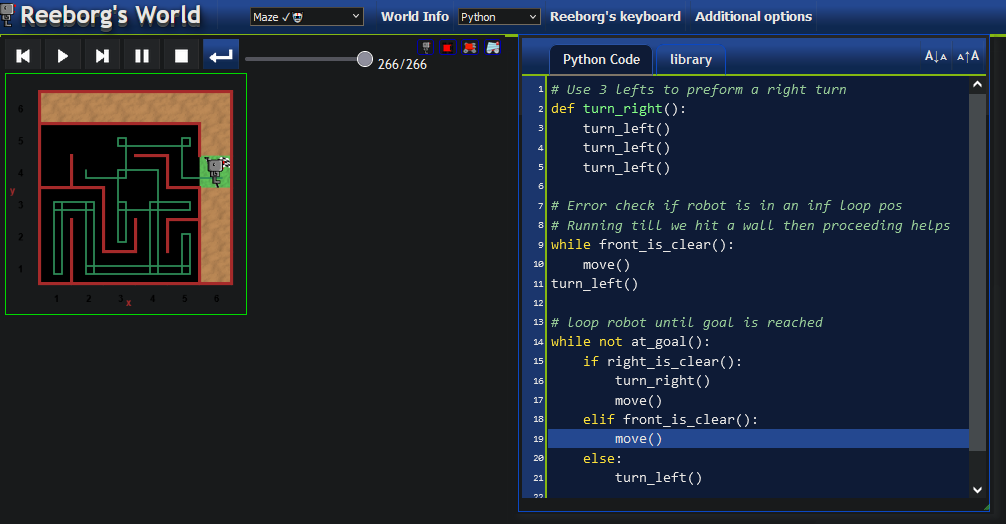 Reeborg's World
Maze ✓
World Info
Python
Reeborg's keyboard
Additional options
266/266
Python Code
library
A↓A
A↑A
1 # Use 3 lefts to preform a right turn
2 def turn_right():
3 turn_left()
4 turn_left()
5 turn_left()
6
7 # Error check if robot is in an inf loop pos
8 # Running till we hit a wall then proceeding helps
9 while front_is_clear():
10 move()
11 turn_left()
12
13 # loop robot until goal is reached
14 while not at_goal():
15 if right_is_clear():
16 turn_right()
17 move()
18 elif front_is_clear():
19 move()
20 else:
21 turn_left()
22
6
5
4
y
3
2
1
1 2 3 x 4 5 6